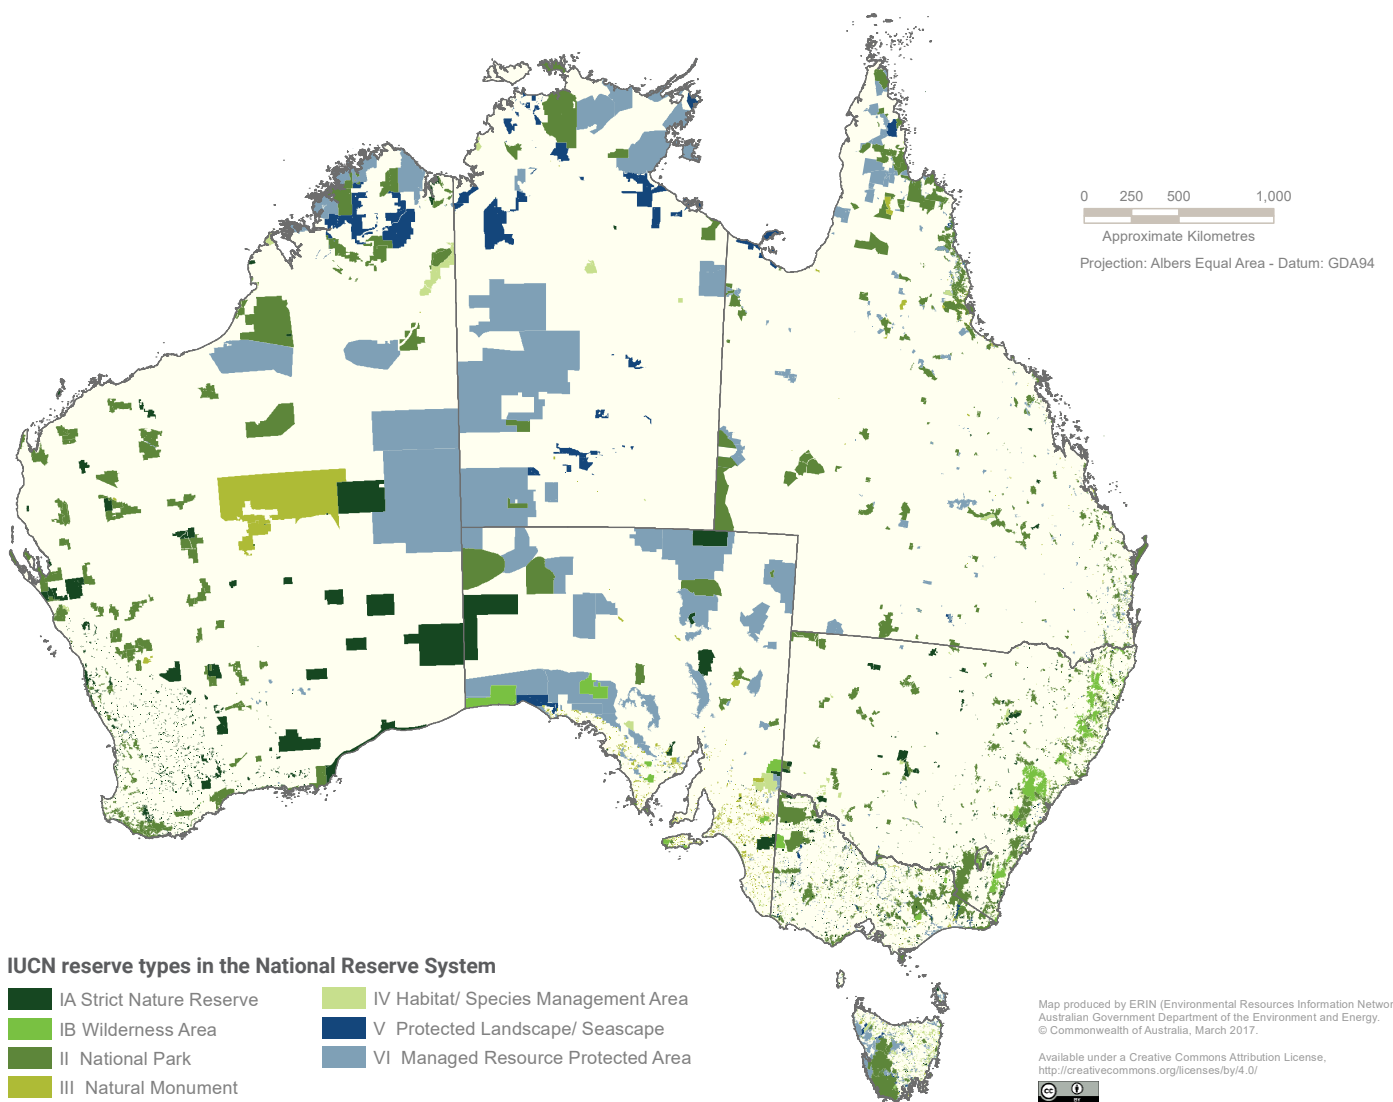 0 250 500 1,000
Approximate Kilometres
Projection: Albers Equal Area - Datum: GDA94
IUCN reserve types in the National Reserve System
IA Strict Nature Reserve
IB Wilderness Area
II National Park
III Natural Monument
IV Habitat/ Species Management Area
V Protected Landscape/ Seascape
VI Managed Resource Protected Area
Map produced by ERIN (Environmental Resources Information Networ
Australian Government Department of the Environment and Energy.
© Commonwealth of Australia, March 2017.
Available under a Creative Commons Attribution License,
http://creativecommons.org/licenses/by/4.0/
cc
BY